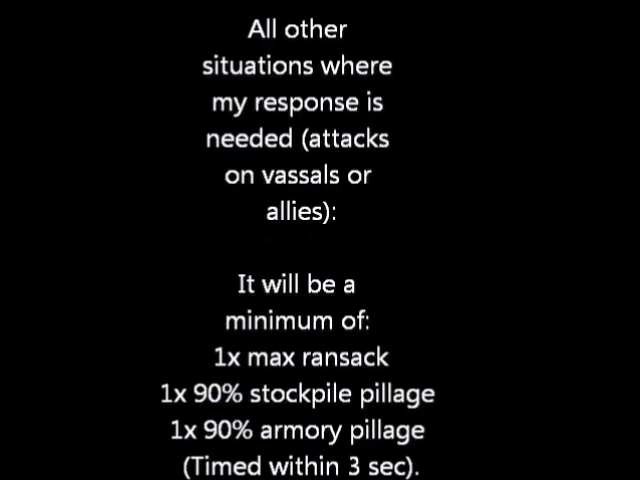 All other
situations where
my response is
needed (attacks
on vassals or
allies):
It will be a
minimum of:
1x max ransack
1x 90% stockpile pillage
1x 90% armory pillage
(Timed within 3 sec).